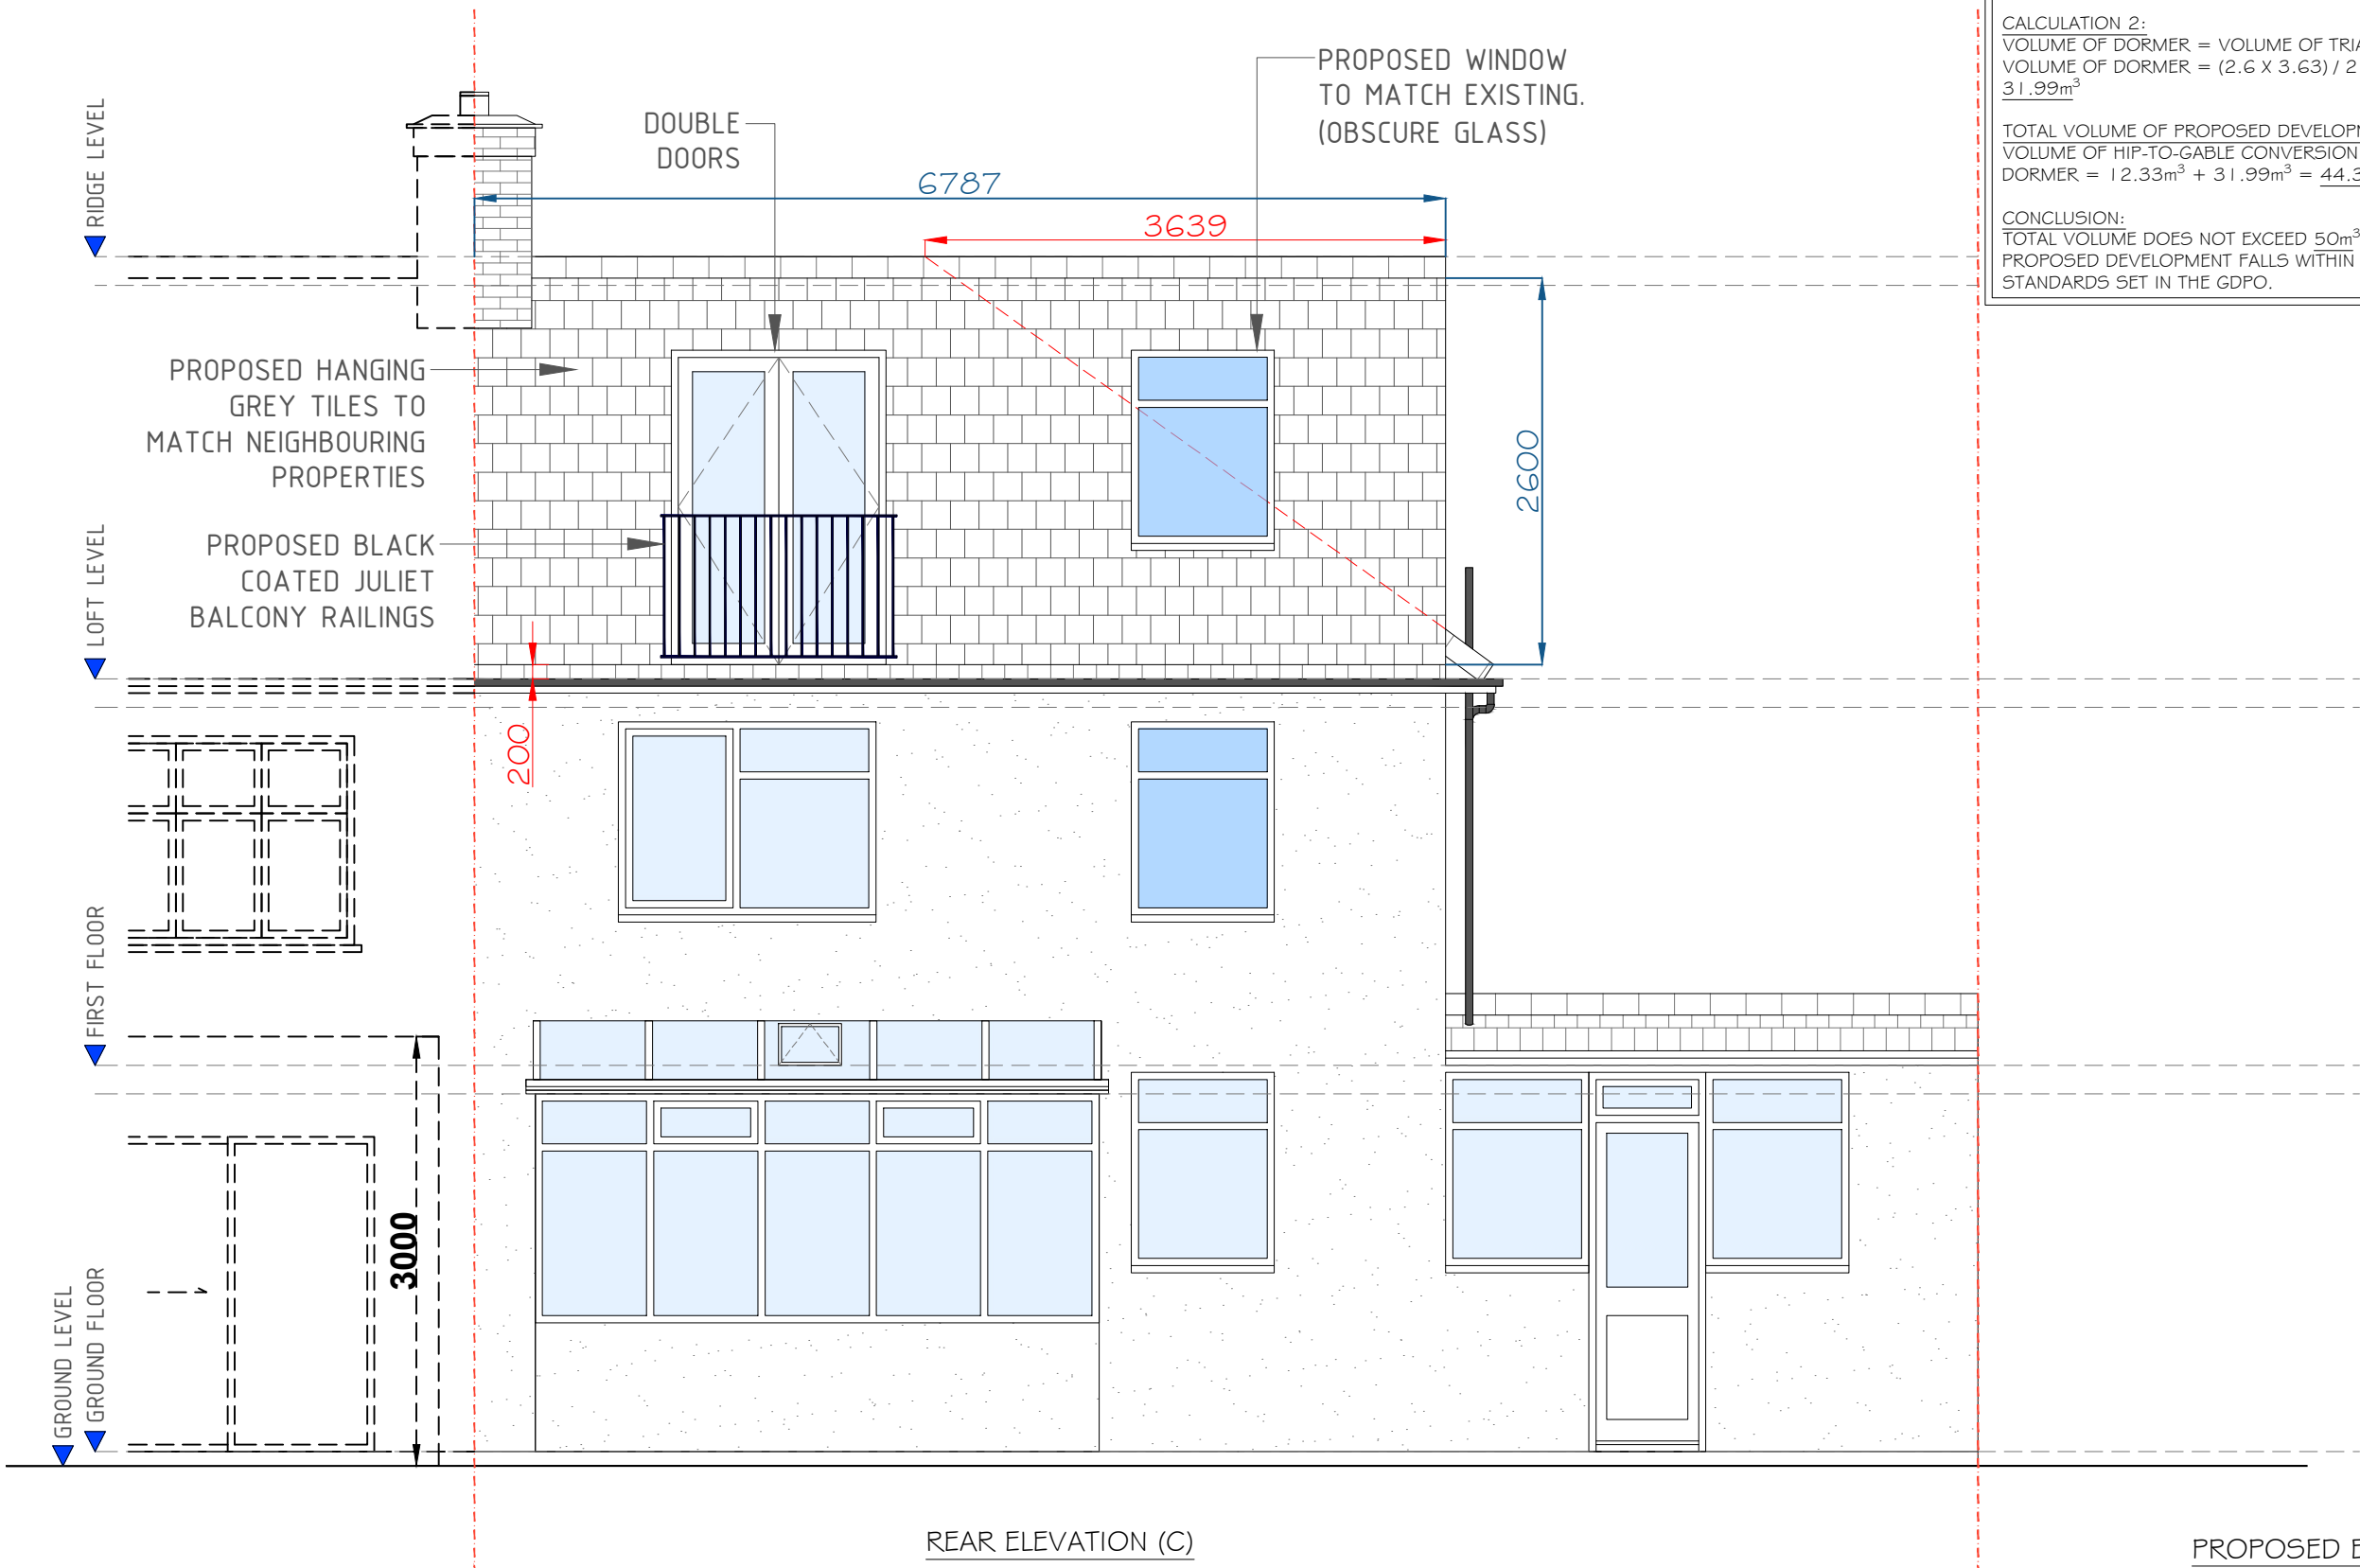 CALCULATION 2:
VOLUME OF DORMER = VOLUME OF
VOLUME OF DORMER = (2.6 X 3.63) / 2
31.99m³
TOTAL VOLUME OF PROPOSED
VOLUME OF HIP-TO-GABLE CONVERSION
DORMER = 12.33m³ + 31.99m³ =
CONCLUSION:
TOTAL VOLUME DOES NOT EXCEED 50m³
PROPOSED DEVELOPMENT FALLS WITHIN
STANDARDS SET IN THE GDPO.
PROPOSED WINDOW
TO MATCH EXISTING.
(OBSCURE GLASS)
DOUBLE
DOORS
RIDGE LEVEL
6787
3639
PROPOSED HANGING
GREY TILES TO
MATCH NEIGHBOURING
PROPERTIES
2600
PROPOSED BLACK
COATED JULIET
BALCONY RAILINGS
LOFT LEVEL
200
FIRST FLOOR
3000
GROUND LEVEL
GROUND FLOOR
REAR ELEVATION (C)
PROPOSED